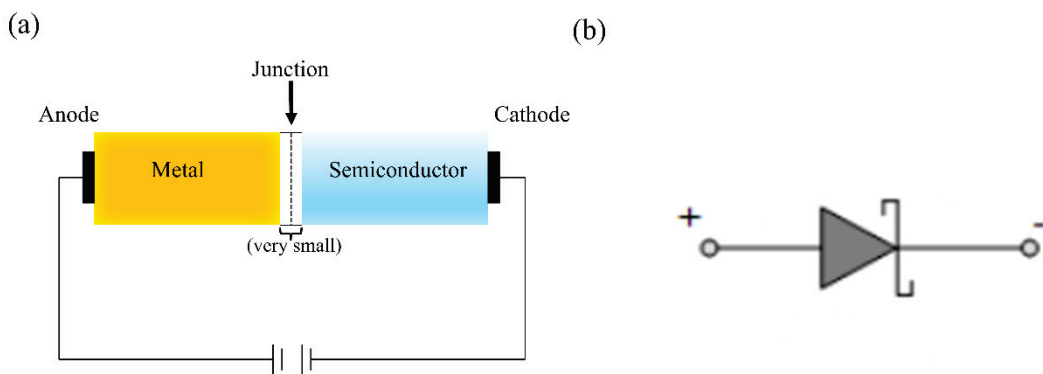 (a)
Junction
Anode
Cathode
Metal
Semiconductor
(very small)
(b)
+
-